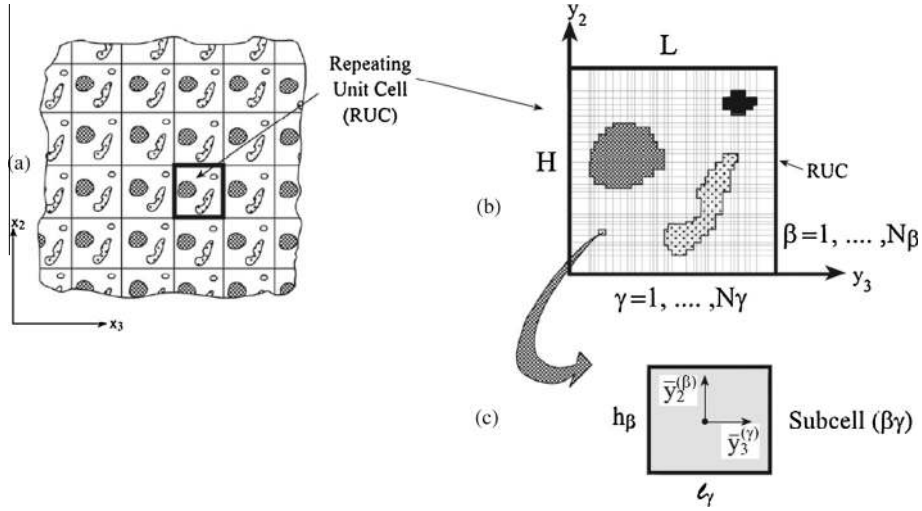 (a)
x₂
x₃
Repeating
Unit Cell
(RUC)
y₂
L
H
(b)
RUC
β=1, .... ,Nβ
y₃
γ=1, .... ,Nγ
(c)
hβ
ȳ₂⁽ᵝ⁾
ȳ₃⁽ᵞ⁾
Subcell (βγ)
ℓγ